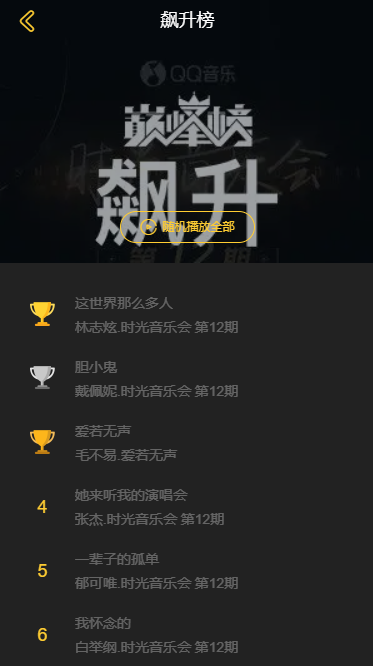 飙升榜
QQ音乐
巅峰榜
飙升
随机播放全部
第12期
这世界那么多人
林志炫.时光音乐会 第12期
胆小鬼
戴佩妮.时光音乐会 第12期
爱若无声
毛不易.爱若无声
4
她来听我的演唱会
张杰.时光音乐会 第12期
5
一辈子的孤单
郁可唯.时光音乐会 第12期
6
我怀念的
白举纲.时光音乐会 第12期